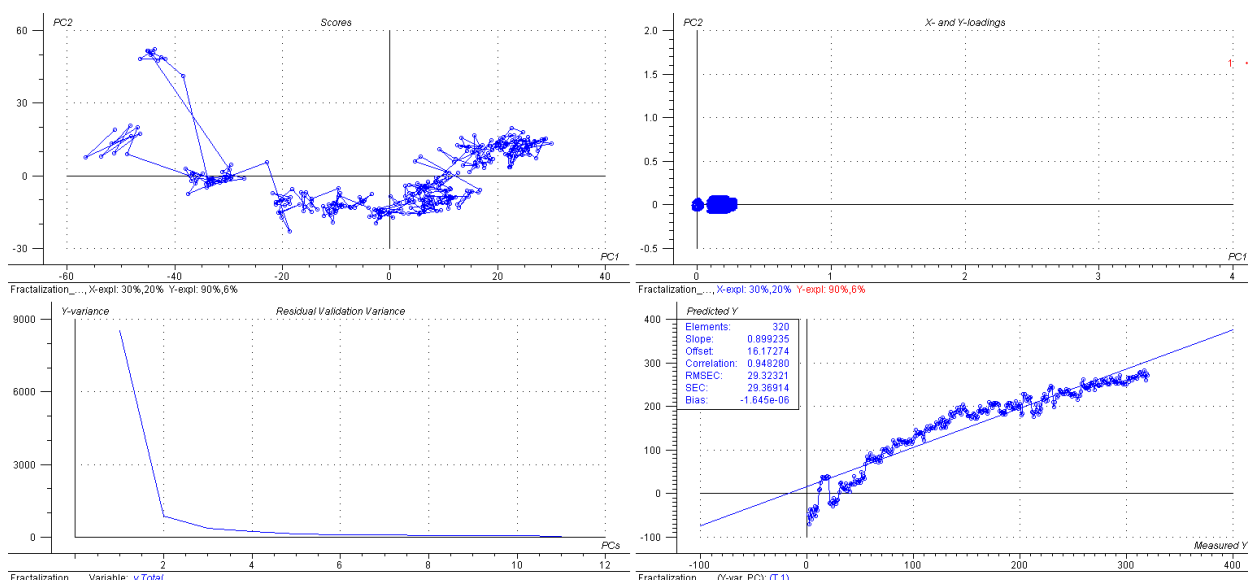 PC2 Scores
60
30
0
-30
PC1
-60 -40 -20 0 20 40
Fractalization_..., X-expl: 30%,20% Y-expl: 90%,6%
PC2 X- and Y-loadings
2.0
1.5
1.0
0.5
0
-0.5
1
PC1
0 1 2 3 4
Fractalization_..., X-expl: 30%,20% Y-expl: 90%,6%
Y-variance Residual Validation Variance
9000
6000
3000
0
PCs
2 4 6 8 10 12
Fractalization_..., Variable: v.Total
Predicted Y
400
300
200
100
0
-100
Elements: 320
Slope: 0.899235
Offset: 16.17274
Correlation: 0.948280
RMSEC: 29.32321
SEC: 29.36914
Bias: -1.645e-06
Measured Y
-100 0 100 200 300 400
Fractalization_..., (Y-var, PC): (T,1)